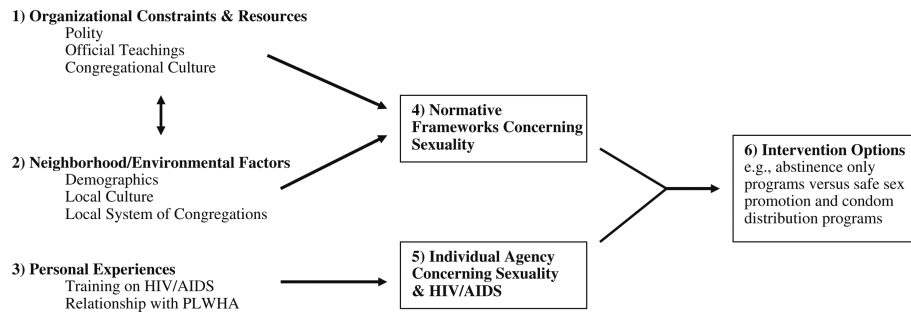 1) Organizational Constraints & Resources
Polity
Official Teachings
Congregational Culture
2) Neighborhood/Environmental Factors
Demographics
Local Culture
Local System of Congregations
3) Personal Experiences
Training on HIV/AIDS
Relationship with PLWHA
4) Normative
Frameworks Concerning
Sexuality
5) Individual Agency
Concerning Sexuality
& HIV/AIDS
6) Intervention Options
e.g., abstinence only
programs versus safe sex
promotion and condom
distribution programs